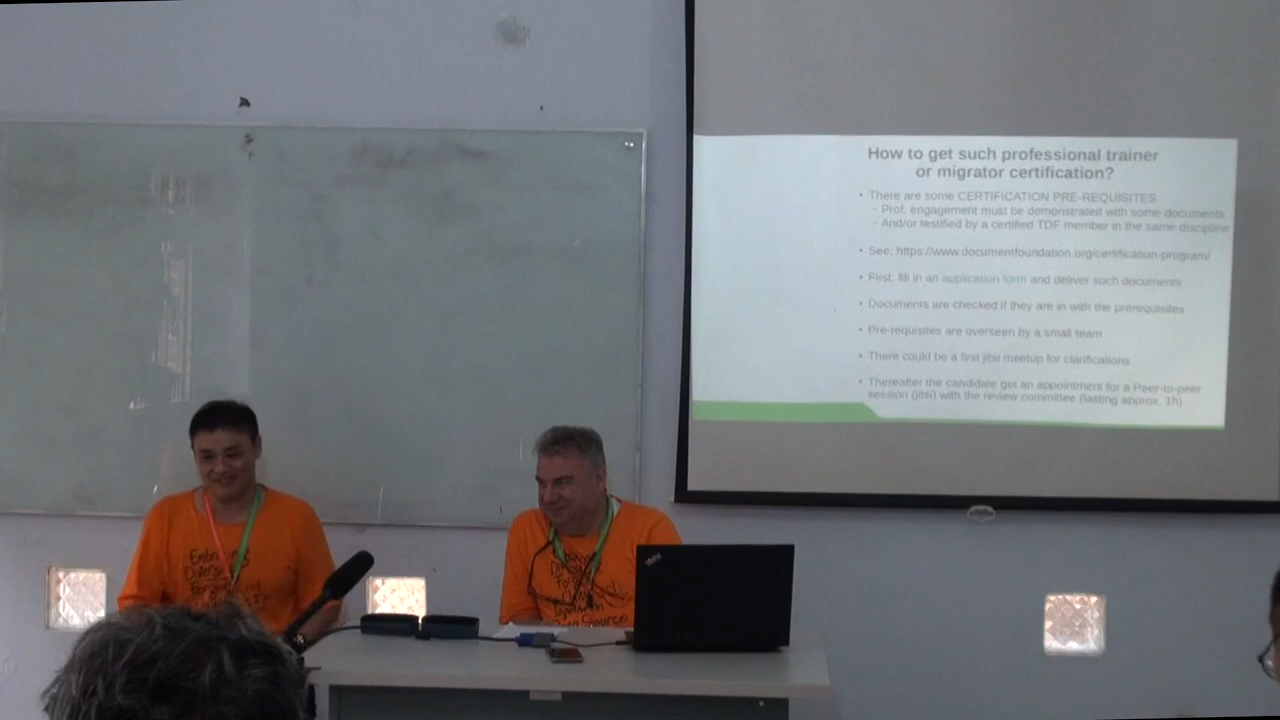 How to get such professional trainer
or migrator certification?
• There are some CERTIFICATION PRE-REQUISITES
- Prof. engagement must be demonstrated with some documents
- And/or testified by a certified TDF member in the same discipline
• See: https://www.documentfoundation.org/certification-program/
• First: fill in an application form and deliver such documents
• Documents are checked if they are in with the prerequisites
• Pre-requisites are overseen by a small team
• There could be a first jitsi meetup for clarifications
• Thereafter the candidate get an appointment for a Peer-to-peer
session (jitsi) with the review committee (lasting approx. 1h)